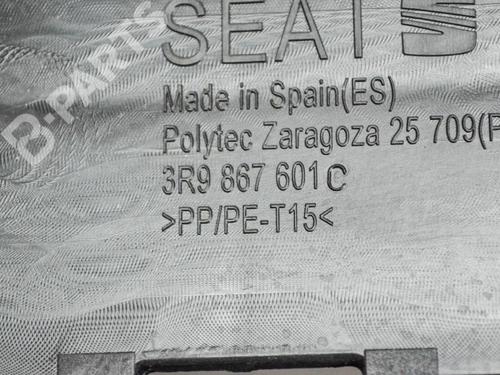 SEAT
Made in Spain(ES)
Polytec Zaragoza 25 709(P
3R9 867 601 C
>PP/PE-T15<
B-PARTS